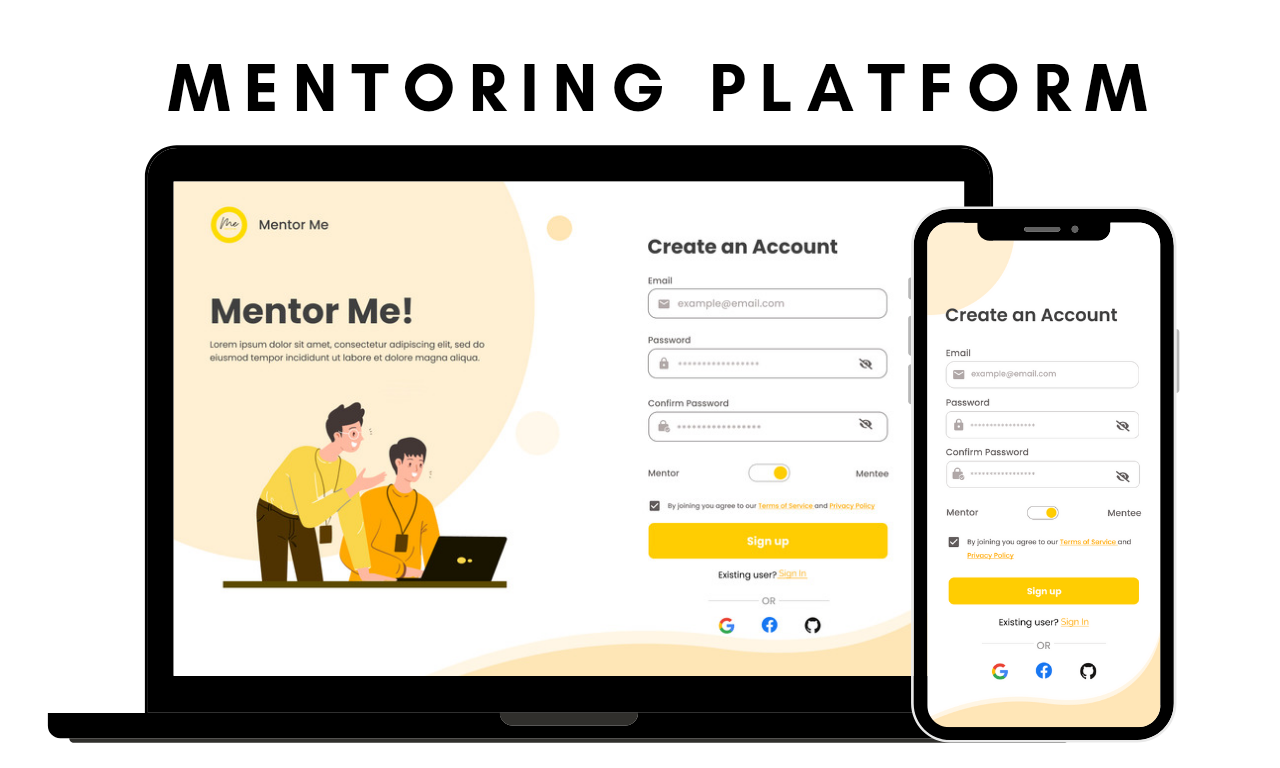 MENTORING PLATFORM
Me
Mentor Me
Mentor Me!
Lorem ipsum dolor sit amet, consectetur adipiscing elit, sed do
eiusmod tempor incididunt ut labore et dolore magna aliqua.
Create an Account
Email
example@email.com
Password
Confirm Password
Mentor Mentee
By joining you agree to our Terms of Service and Privacy Policy
Sign up
Existing user? Sign In
OR
Create an Account
Email
example@email.com
Password
Confirm Password
Mentor Mentee
By joining you agree to our Terms of Service and
Privacy Policy
Sign up
Existing user? Sign In
OR